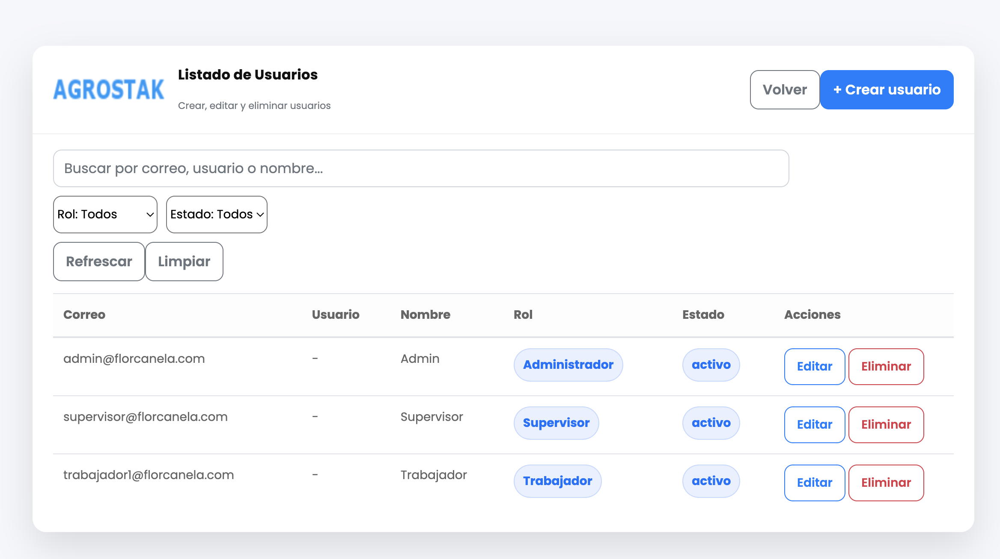 AGROSTAK
Listado de Usuarios
Crear, editar y eliminar usuarios
Volver
+ Crear usuario
Buscar por correo, usuario o nombre...
Rol: Todos
Estado: Todos
Refrescar
Limpiar
Correo Usuario Nombre Rol Estado Acciones
admin@florcanela.com - Admin Administrador activo Editar Eliminar
supervisor@florcanela.com - Supervisor Supervisor activo Editar Eliminar
trabajador1@florcanela.com - Trabajador Trabajador activo Editar Eliminar